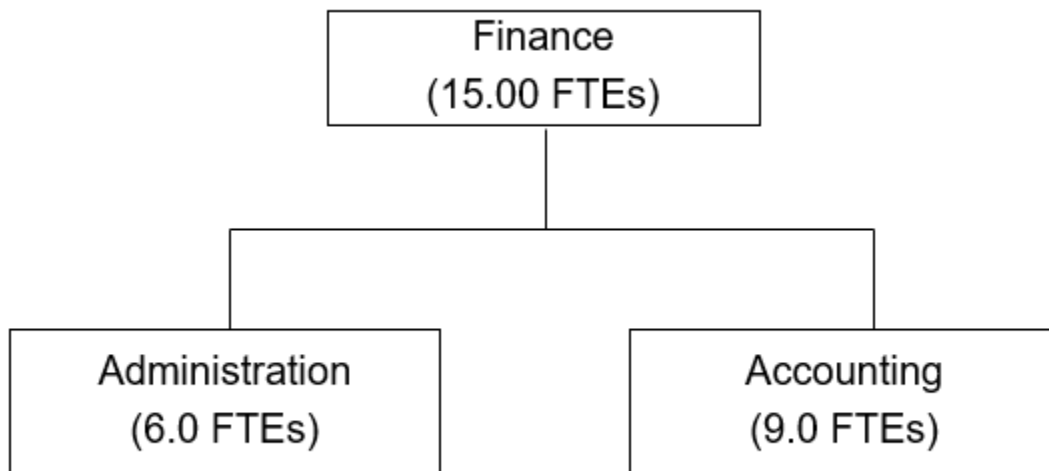 Finance
(15.00 FTEs)
Administration
(6.0 FTEs)
Accounting
(9.0 FTEs)